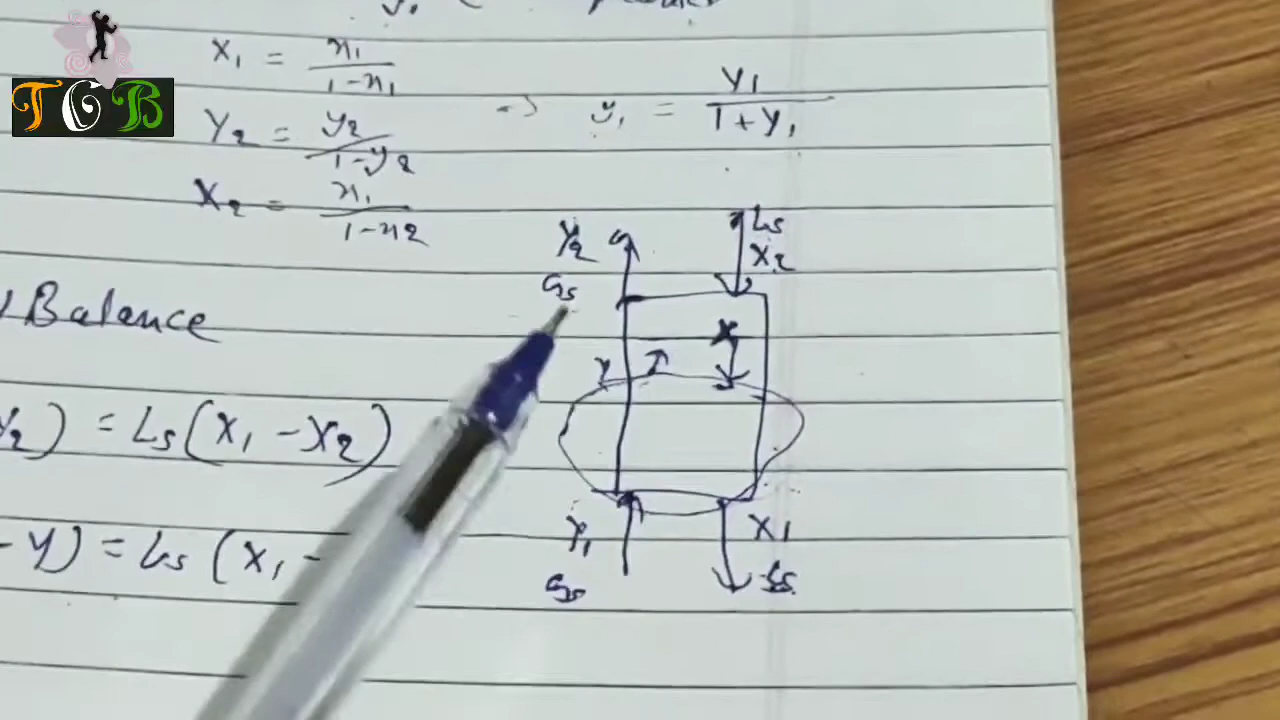 TGB
X₁ = x₁/(1-x₁)
Y₂ = y₂/(1-y₂) => y₁ = Y₁/(1+Y₁)
X₂ = x₁/(1-x₂)
Y₂ Ls
Gs X₂
Balance
X
Y
Y₂) = Ls(X₁ - X₂)
Y₁ X₁
- Y) = Ls (X₁ -
Gs Ls